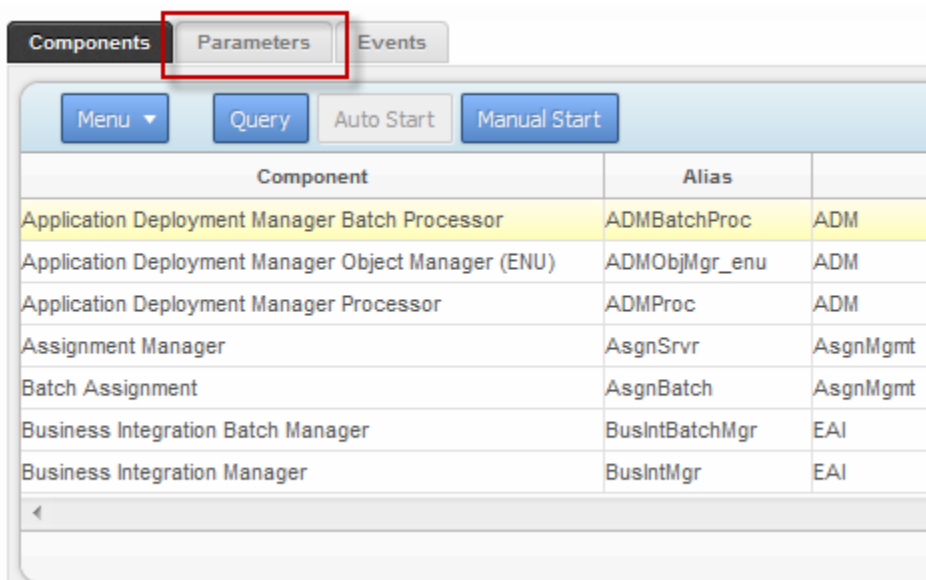 Components Parameters Events
Menu Query Auto Start Manual Start
Component Alias
Application Deployment Manager Batch Processor ADMBatchProc ADM
Application Deployment Manager Object Manager (ENU) ADMObjMgr_enu ADM
Application Deployment Manager Processor ADMProc ADM
Assignment Manager AsgnSrvr AsgnMgmt
Batch Assignment AsgnBatch AsgnMgmt
Business Integration Batch Manager BusIntBatchMgr EAI
Business Integration Manager BusIntMgr EAI